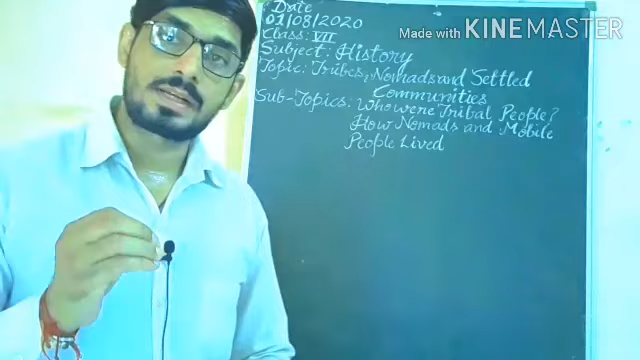 Date
01/08/2020
Made with KINEMASTER
Class: VII
Subject: History
Topic: Tribes, Nomads and Settled
Communities
Sub-Topics: Who were Tribal People?
How Nomads and Mobile
People Lived